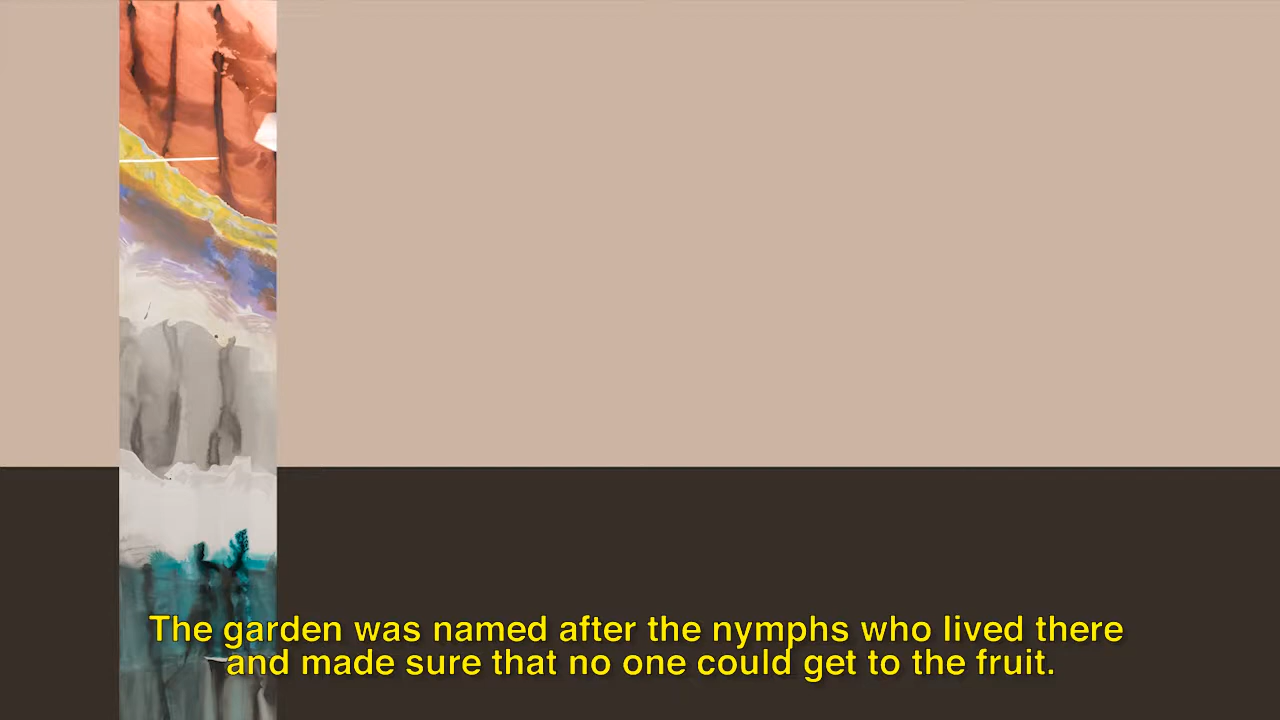 The garden was named after the nymphs who lived there
and made sure that no one could get to the fruit.